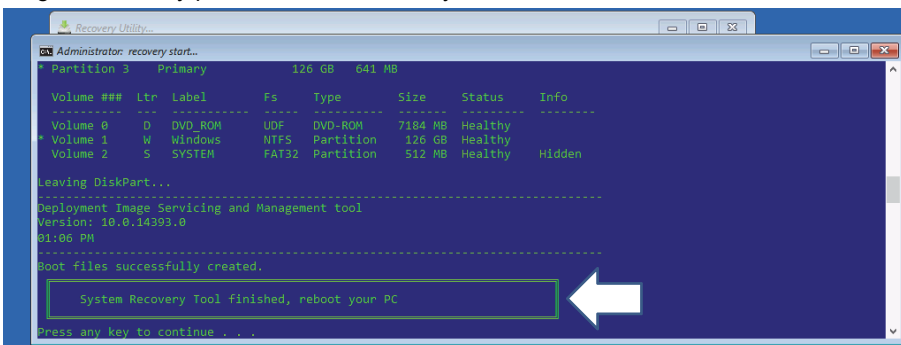 Recovery Utility...
Administrator: recovery start...
* Partition 3    Primary            126 GB   641 MB
Volume ###  Ltr  Label        Fs     Type        Size     Status     Info
----------  ---  -----------  -----  ----------  -------  ---------  --------
Volume 0     D   DVD_ROM      UDF    DVD-ROM     7184 MB  Healthy
* Volume 1     W   Windows      NTFS   Partition    126 GB  Healthy
Volume 2     S   SYSTEM       FAT32  Partition    512 MB  Healthy    Hidden
Leaving DiskPart...
Deployment Image Servicing and Management tool
Version: 10.0.14393.0
01:06 PM
Boot files successfully created.
System Recovery Tool finished, reboot your PC
Press any key to continue . . .